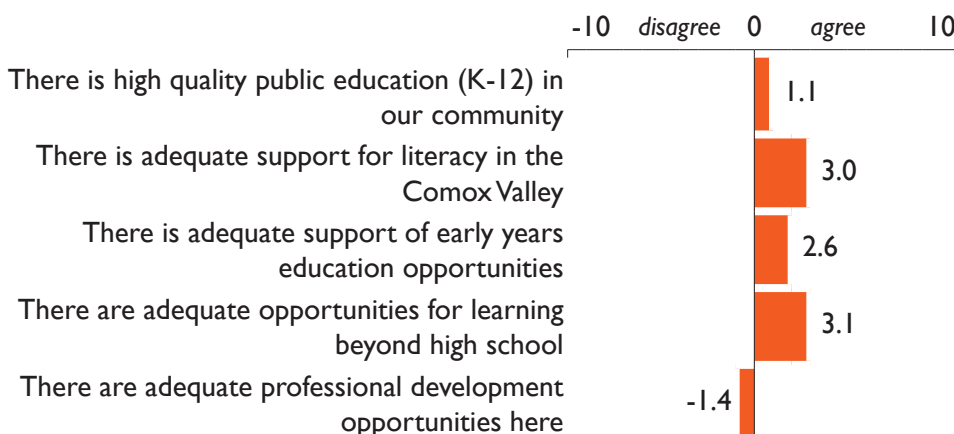 -10 disagree 0 agree 10
There is high quality public education (K-12) in
our community
1.1
There is adequate support for literacy in the
Comox Valley
3.0
There is adequate support of early years
education opportunities
2.6
There are adequate opportunities for learning
beyond high school
3.1
There are adequate professional development
opportunities here
-1.4